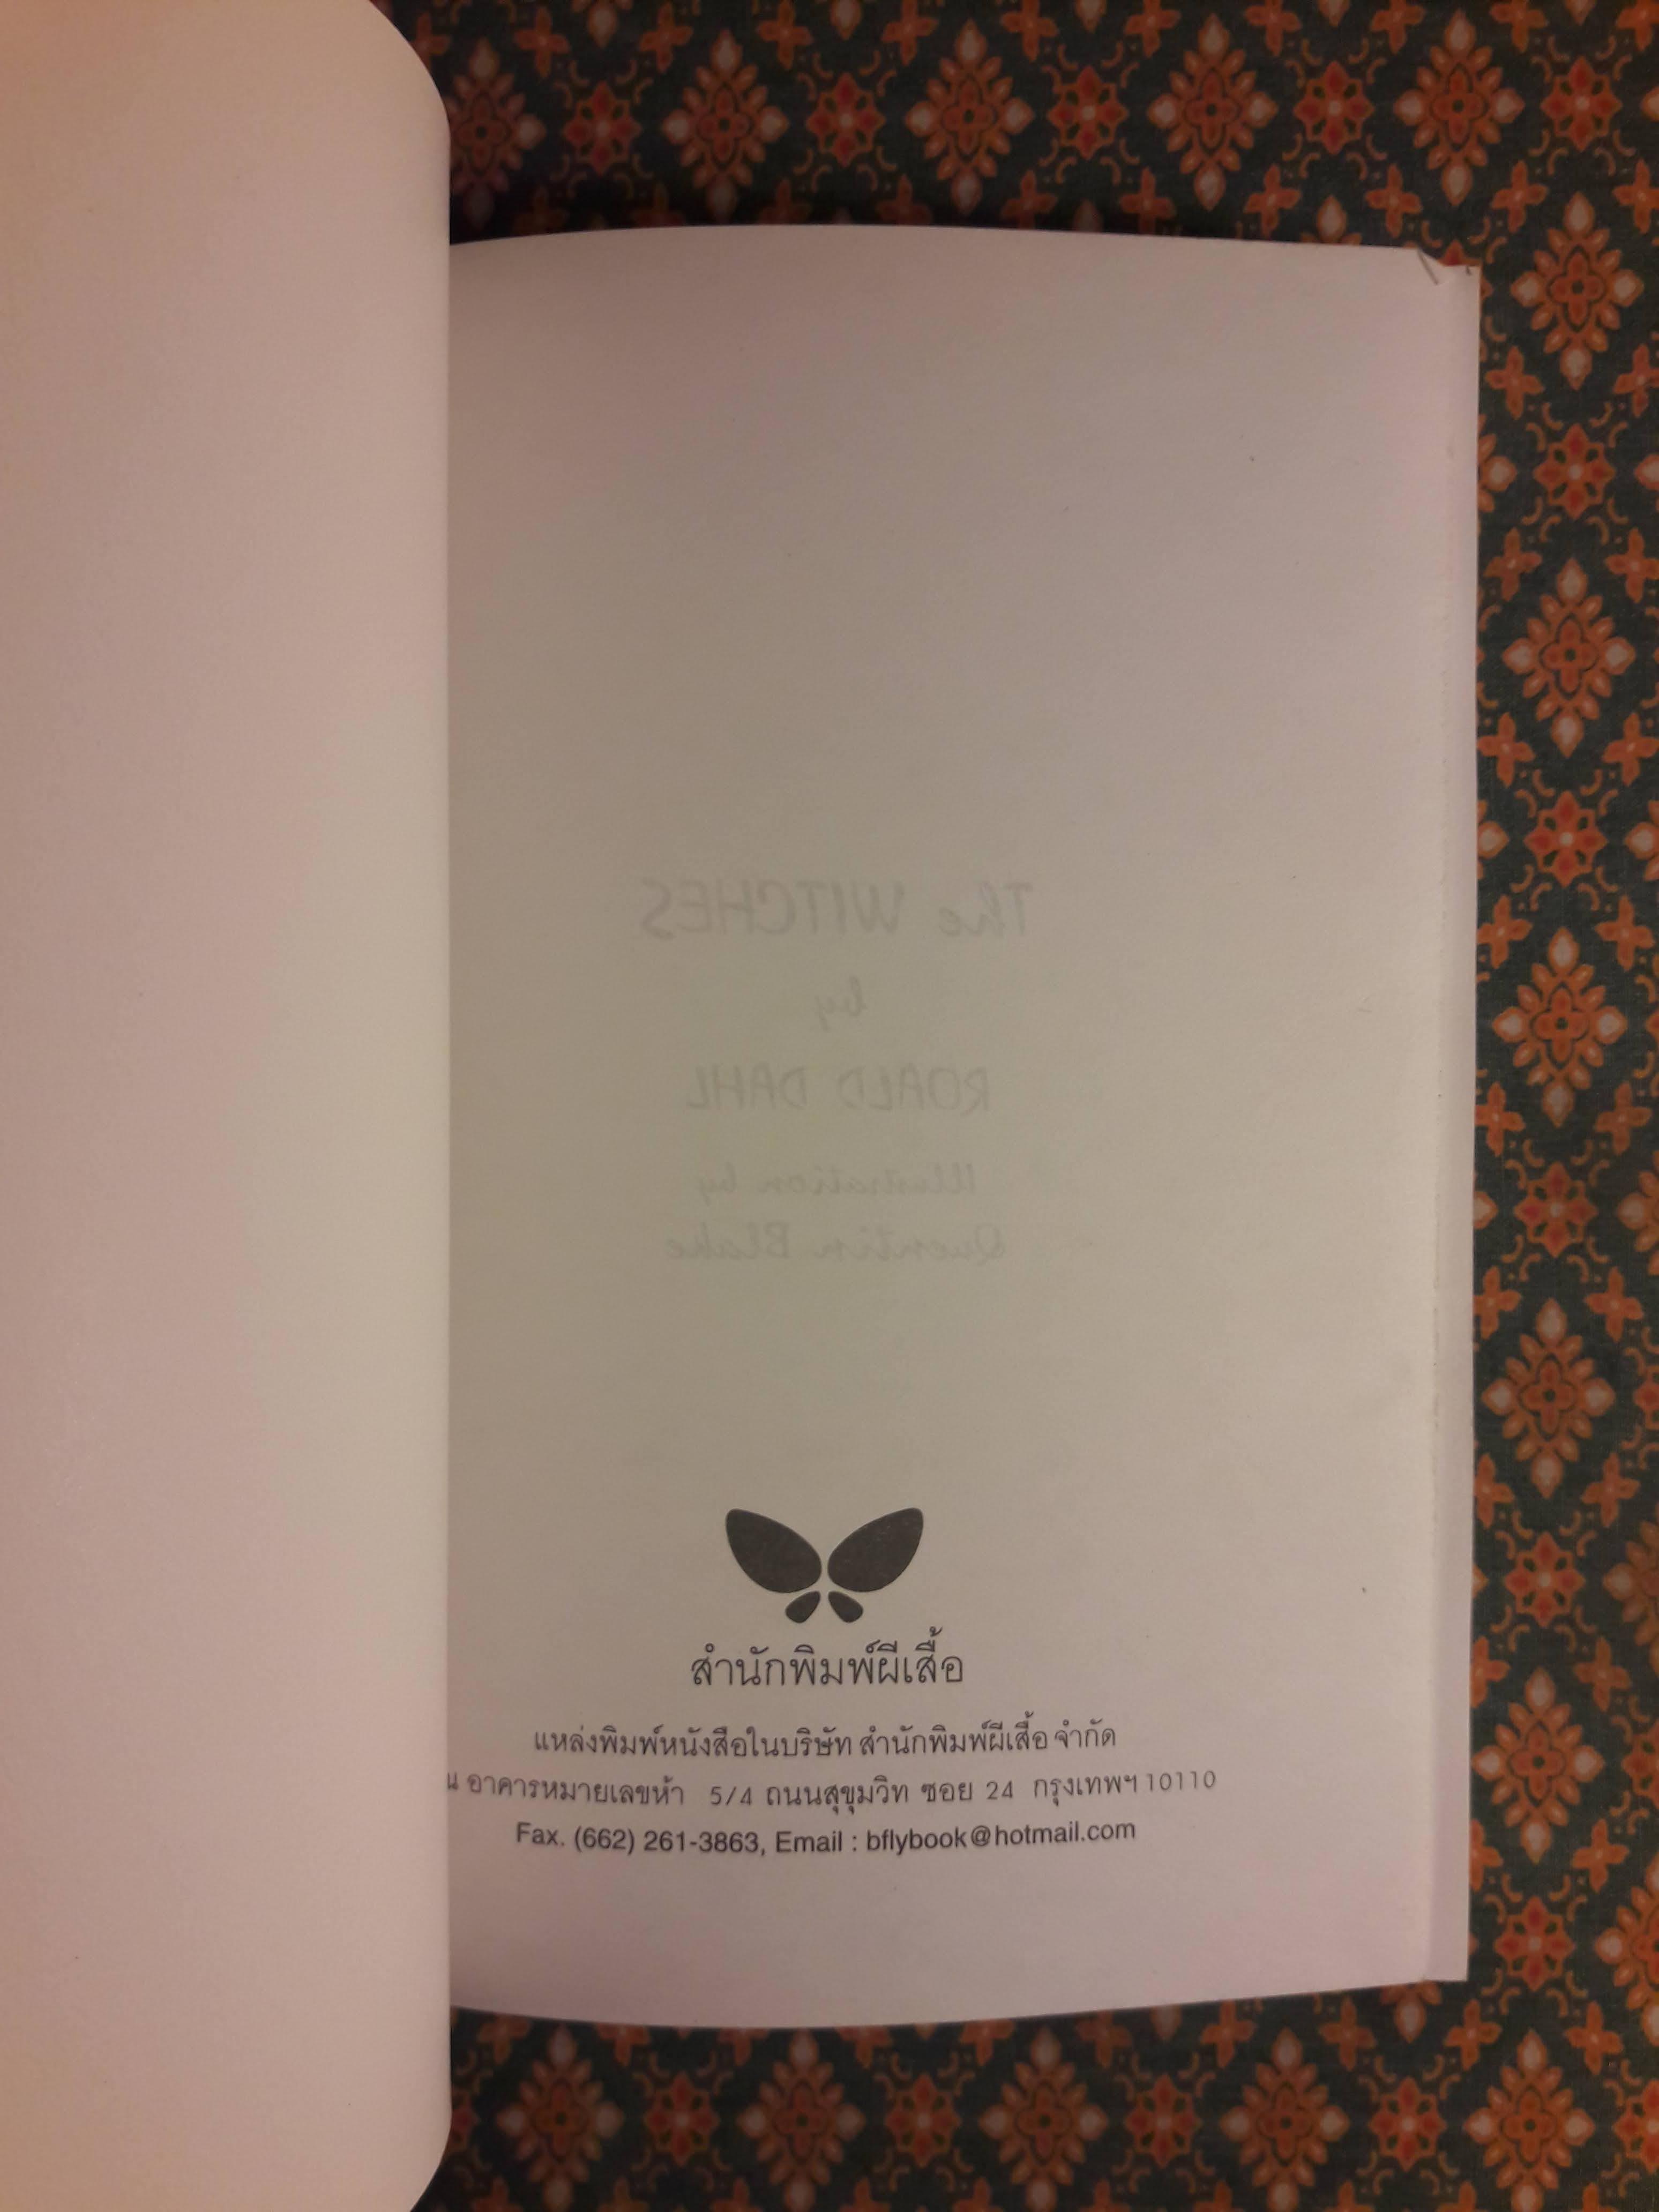 The WITCHES
by
ROALD DAHL
Illustration by
Quentin Blake
สำนักพิมพ์ผีเสื้อ
แหล่งพิมพ์หนังสือในบริษัท สำนักพิมพ์ผีเสื้อ จำกัด
น อาคารหมายเลขห้า 5/4 ถนนสุขุมวิท ซอย 24 กรุงเทพฯ 10110
Fax. (662) 261-3863, Email : bflybook@hotmail.com